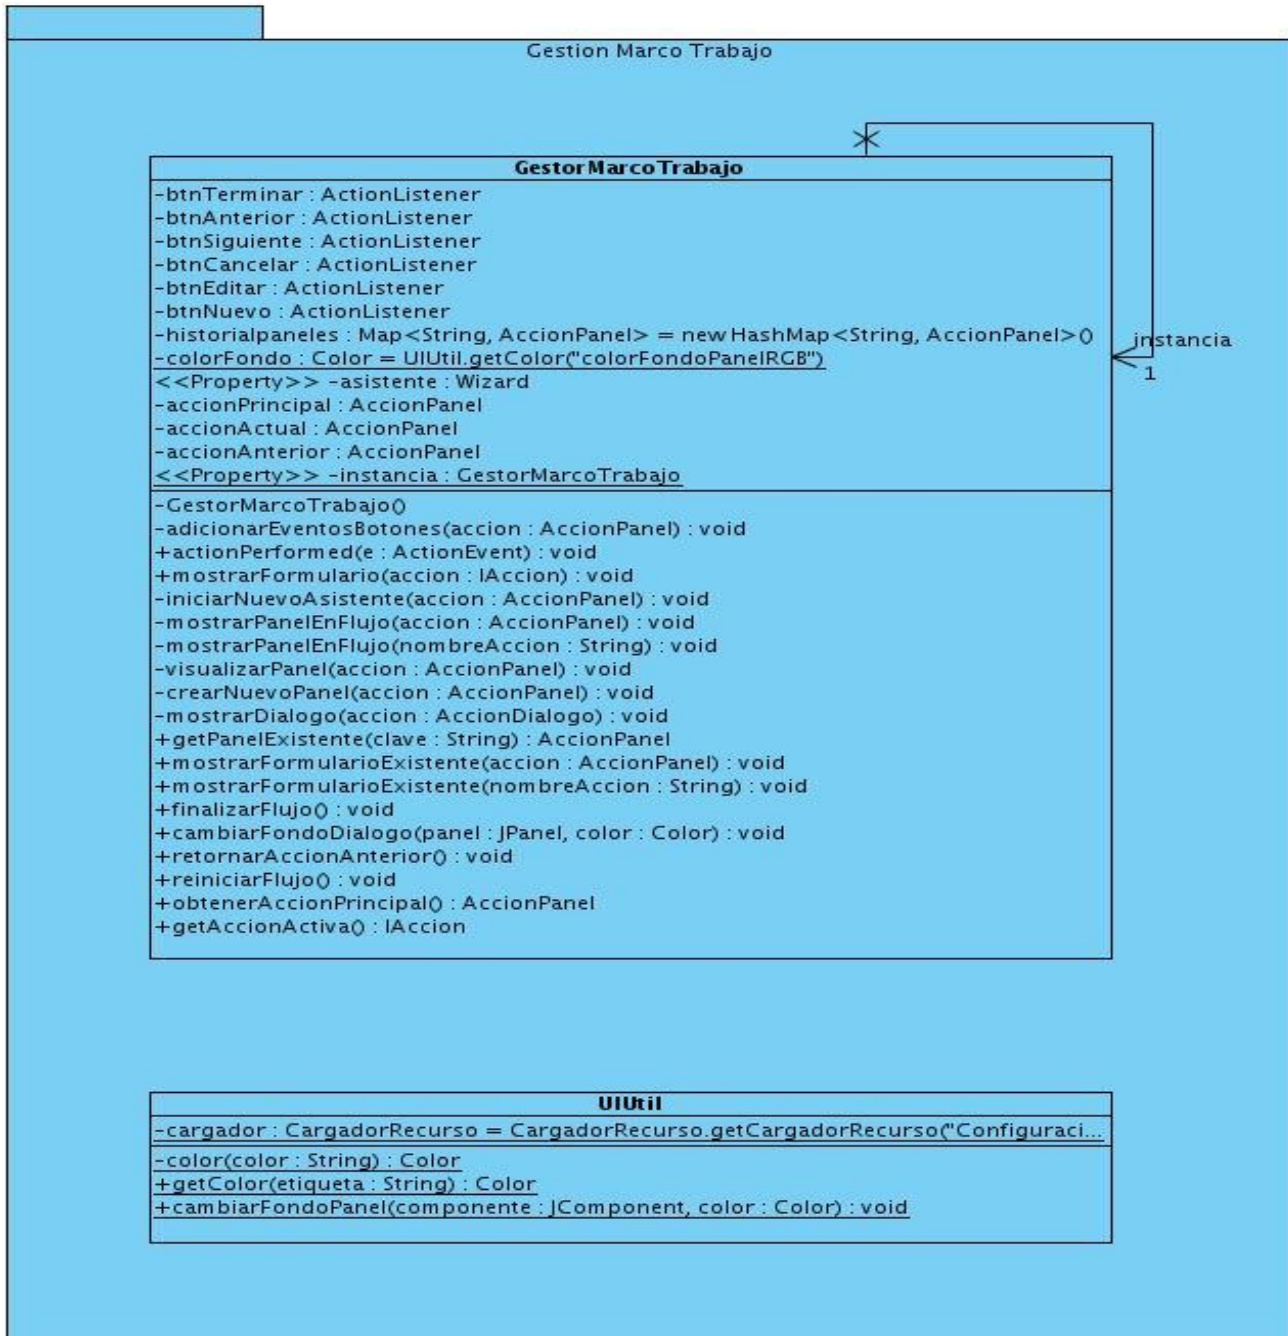 Gestion Marco Trabajo
GestorMarcoTrabajo
-btnTerminar : ActionListener
-btnAnterior : ActionListener
-btnSiguiente : ActionListener
-btnCancelar : ActionListener
-btnEditar : ActionListener
-btnNuevo : ActionListener
-historialpaneles : Map<String, AccionPanel> = new HashMap<String, AccionPanel>()
-colorFondo : Color = UIUtil.getColor("colorFondoPanelRGB")
<<Property>> -asistente : Wizard
-accionPrincipal : AccionPanel
-accionActual : AccionPanel
-accionAnterior : AccionPanel
<<Property>> -instancia : GestorMarcoTrabajo
instancia
1
-GestorMarcoTrabajo()
-adicionarEventosBotones(accion : AccionPanel) : void
+actionPerformed(e : ActionEvent) : void
+mostrarFormulario(accion : IAccion) : void
-iniciarNuevoAsistente(accion : AccionPanel) : void
-mostrarPanelEnFlujo(accion : AccionPanel) : void
-mostrarPanelEnFlujo(nombreAccion : String) : void
-visualizarPanel(accion : AccionPanel) : void
-crearNuevoPanel(accion : AccionPanel) : void
-mostrarDialogo(accion : AccionDialogo) : void
+getPanelExistente(clave : String) : AccionPanel
+mostrarFormularioExistente(accion : AccionPanel) : void
+mostrarFormularioExistente(nombreAccion : String) : void
+finalizarFlujo() : void
+cambiarFondoDialogo(panel : JPanel, color : Color) : void
+retornarAccionAnterior() : void
+reiniciarFlujo() : void
+obtenerAccionPrincipal() : AccionPanel
+getAccionActiva() : IAccion
UIUtil
-cargador : CargadorRecurso = CargadorRecurso.getCargadorRecurso("Configuraci...
-color(color : String) : Color
+getColor(etiqueta : String) : Color
+cambiarFondoPanel(componente : JComponent, color : Color) : void